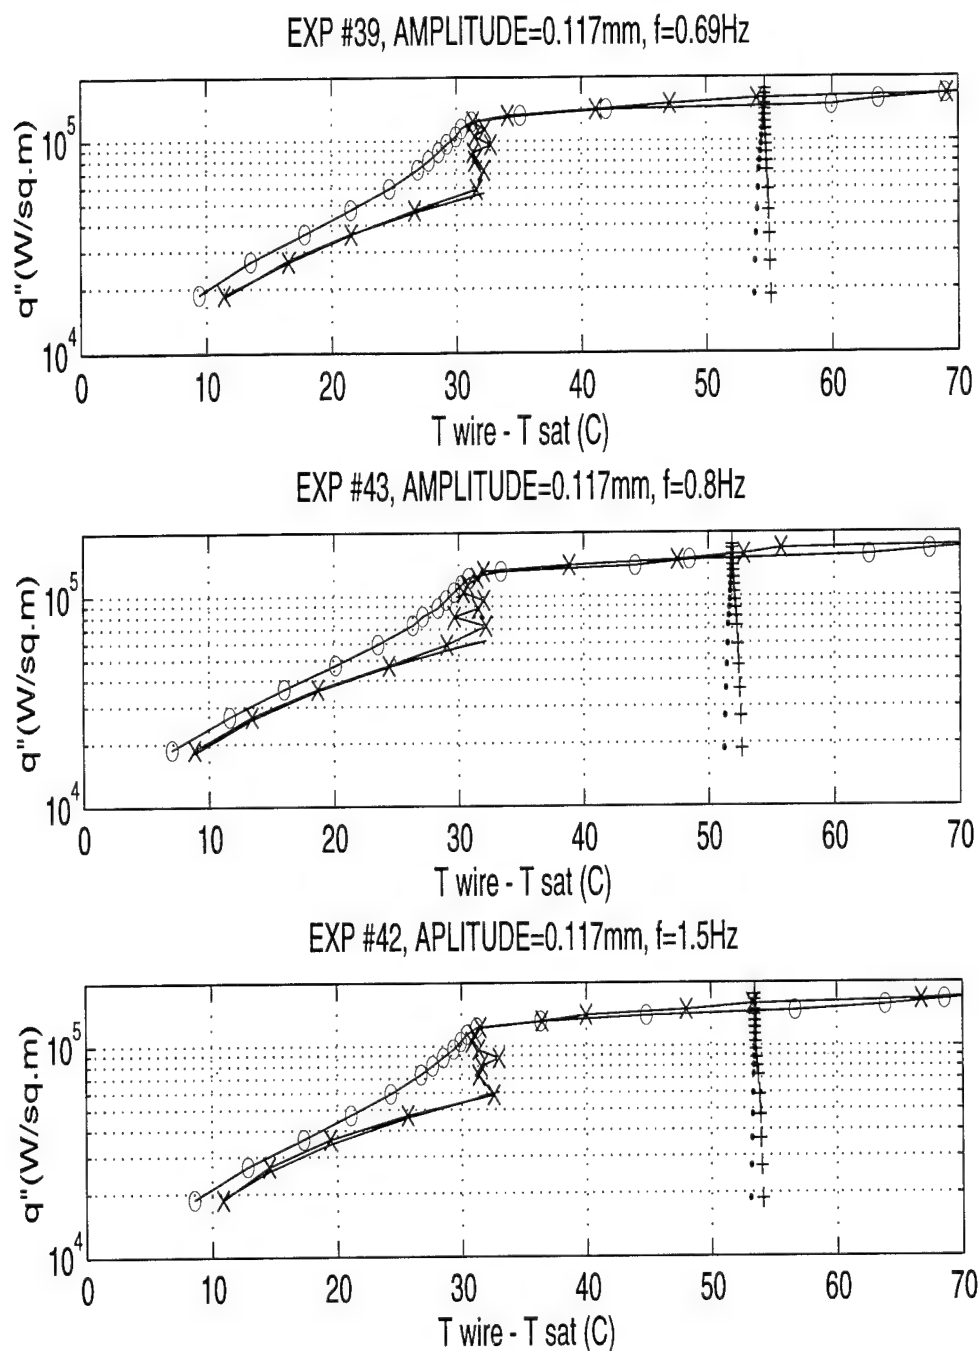 EXP #39, AMPLITUDE=0.117mm, f=0.69Hz
q"(W/sq.m)
10^5
10^4
0 10 20 30 40 50 60 70
T wire - T sat (C)
EXP #43, AMPLITUDE=0.117mm, f=0.8Hz
q"(W/sq.m)
10^5
10^4
0 10 20 30 40 50 60 70
T wire - T sat (C)
EXP #42, APLITUDE=0.117mm, f=1.5Hz
q"(W/sq.m)
10^5
10^4
0 10 20 30 40 50 60 70
T wire - T sat (C)